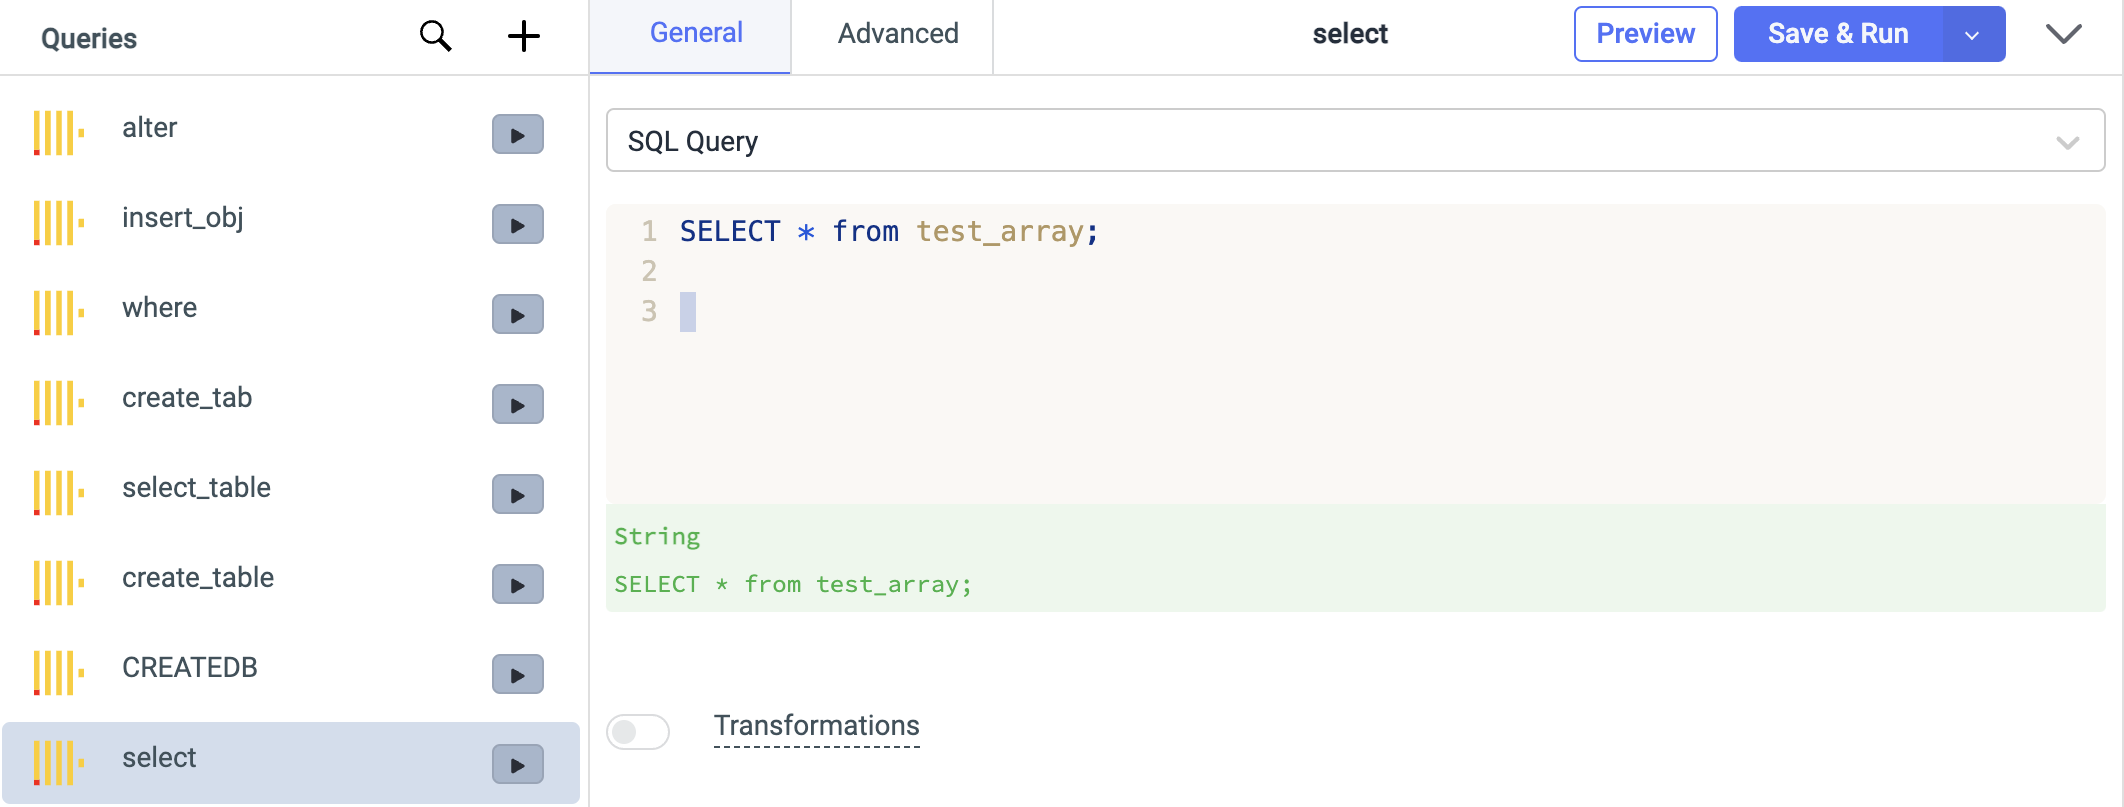 Queries
alter
insert_obj
where
create_tab
select_table
create_table
CREATEDB
select
General
Advanced
select
Preview
Save & Run
SQL Query
1 SELECT * from test_array;
2
3
String
SELECT * from test_array;
Transformations